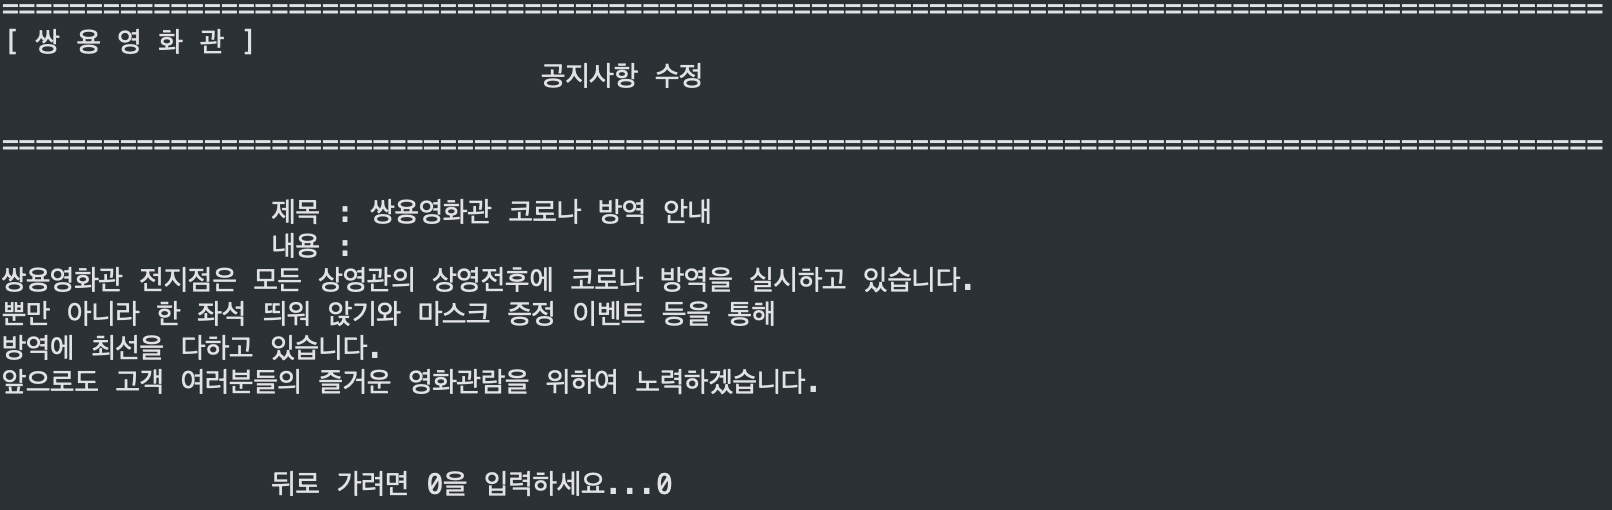 ====================================================================================================
[ 쌍 용 영 화 관 ]
공지사항 수정
====================================================================================================
제목 : 쌍용영화관 코로나 방역 안내
내용 :
쌍용영화관 전지점은 모든 상영관의 상영전후에 코로나 방역을 실시하고 있습니다.
뿐만 아니라 한 좌석 띄워 앉기와 마스크 증정 이벤트 등을 통해
방역에 최선을 다하고 있습니다.
앞으로도 고객 여러분들의 즐거운 영화관람을 위하여 노력하겠습니다.
뒤로 가려면 0을 입력하세요...0